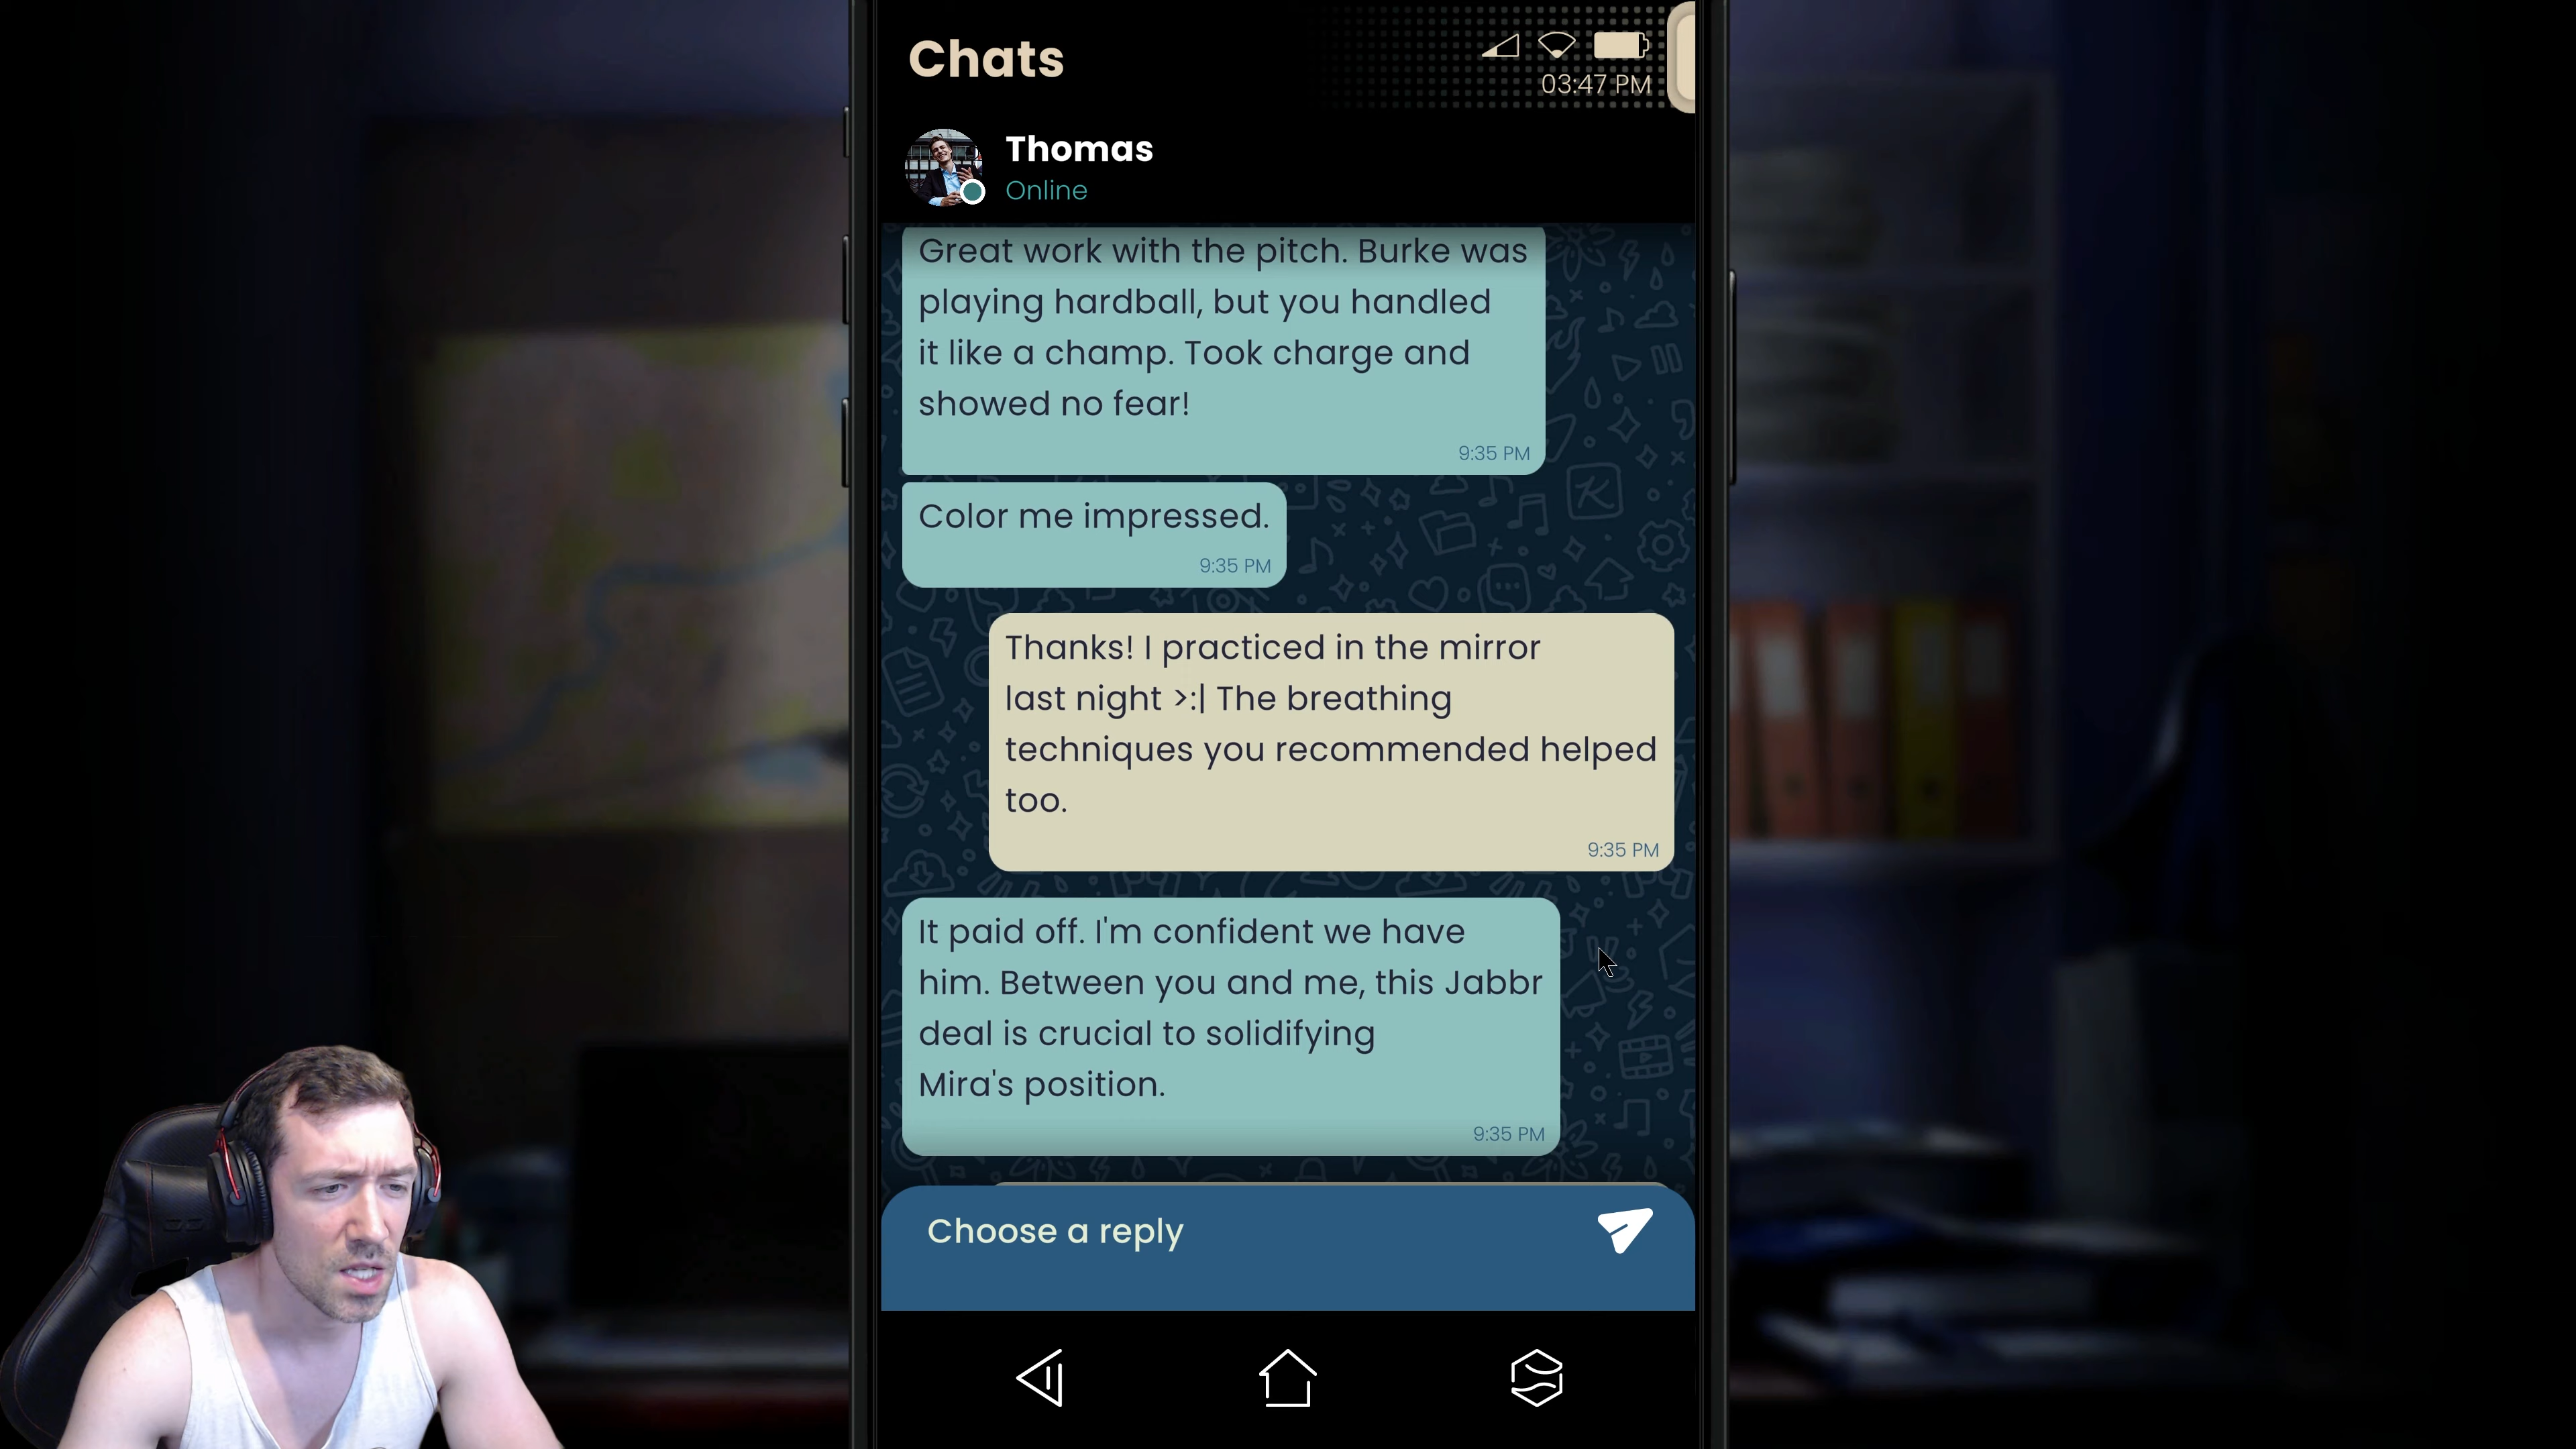 Chats
03:47 PM
Thomas
Online
Great work with the pitch. Burke was
playing hardball, but you handled
it like a champ. Took charge and
showed no fear!
9:35 PM
Color me impressed.
9:35 PM
Thanks! I practiced in the mirror
last night >:| The breathing
techniques you recommended helped
too.
9:35 PM
It paid off. I'm confident we have
him. Between you and me, this Jabbr
deal is crucial to solidifying
Mira's position.
9:35 PM
Choose a reply